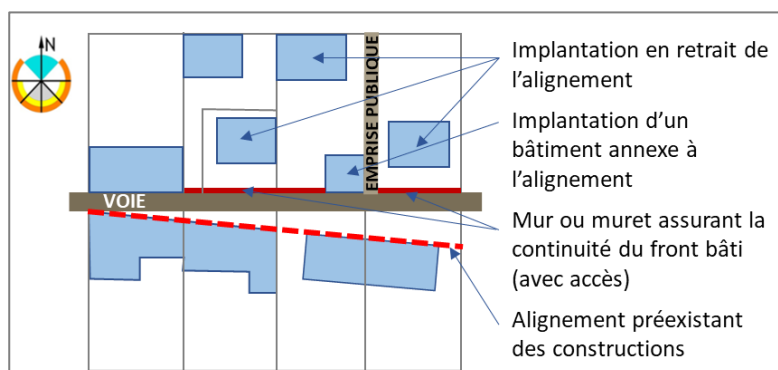 N
Implantation en retrait de
l’alignement
EMPRISE PUBLIQUE
Implantation d’un
bâtiment annexe à
l’alignement
VOIE
Mur ou muret assurant la
continuité du front bâti
(avec accès)
Alignement préexistant
des constructions